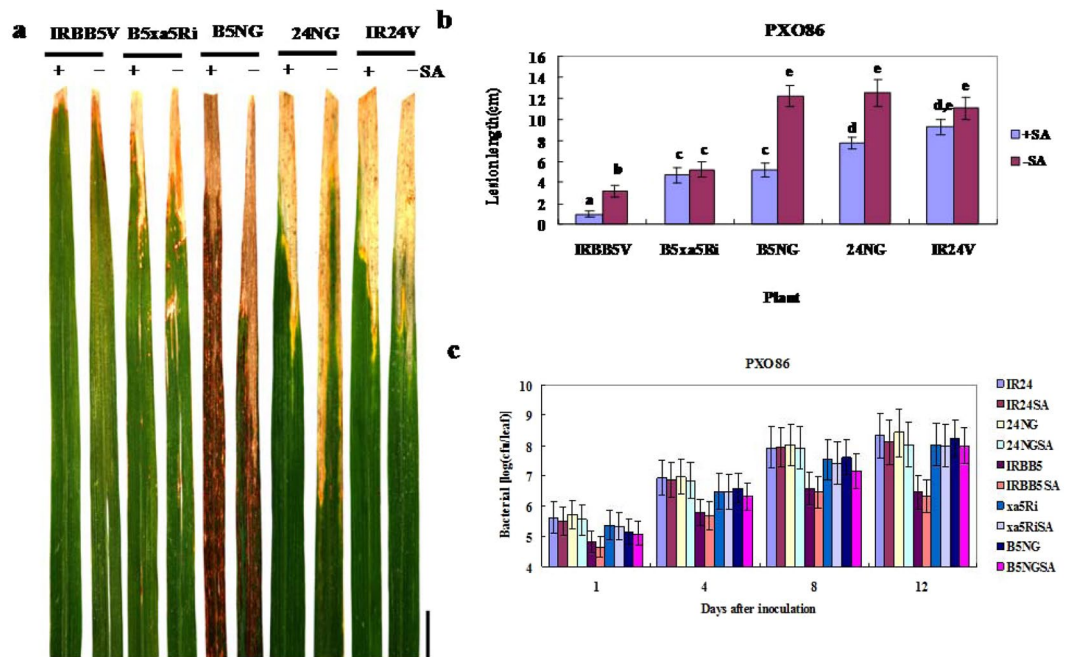 a
IRBB5V B5xa5Ri B5NG 24NG IR24V
+ − + − + − + − + − SA
b
PXO86
Lesion length(cm)
16
14
12
10
8
6
4
2
0
a b c c c e d e d,e e
+SA
-SA
IRBB5V B5xa5Ri B5NG 24NG IR24V
Plant
c
PXO86
Bacterial [log(cfu/leaf)]
10
9
8
7
6
5
4
1 4 8 12
Days after inoculation
IR24
IR24SA
24NG
24NGSA
IRBB5
IRBB5SA
xa5Ri
xa5RiSA
B5NG
B5NGSA